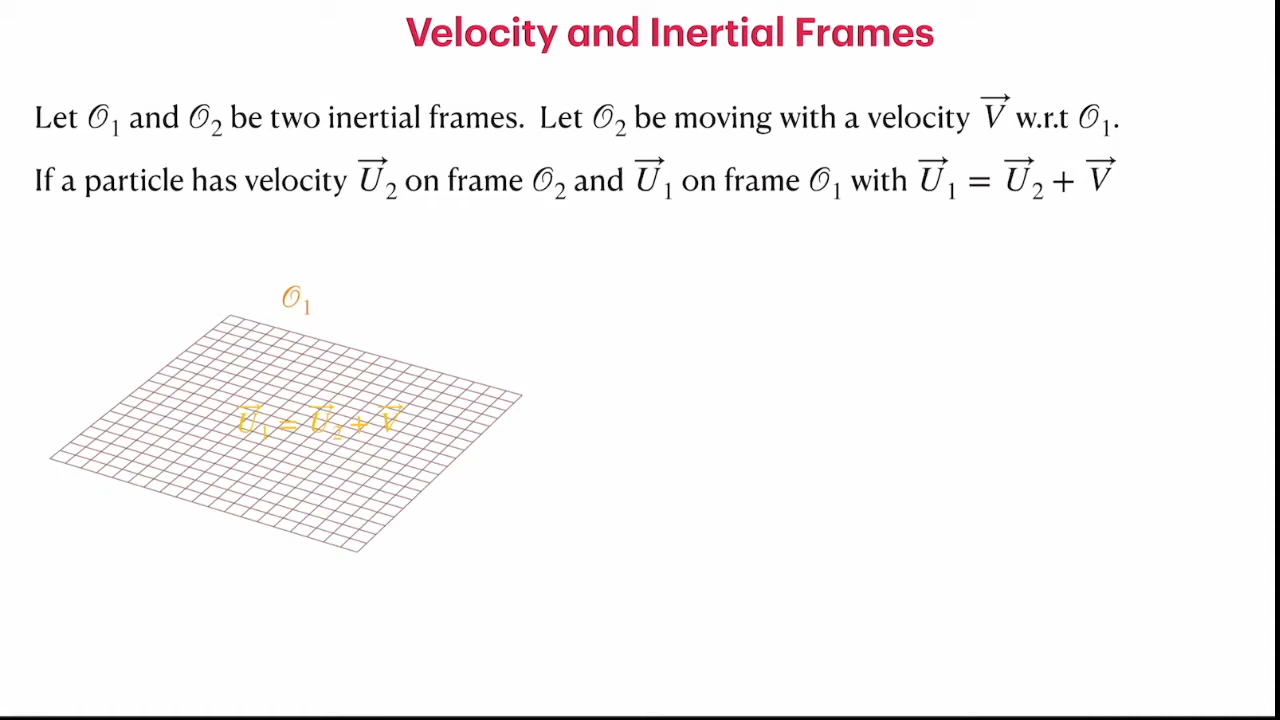 Velocity and Inertial Frames
Let 𝒪₁ and 𝒪₂ be two inertial frames. Let 𝒪₂ be moving with a velocity V⃗ w.r.t 𝒪₁.
If a particle has velocity U⃗₂ on frame 𝒪₂ and U⃗₁ on frame 𝒪₁ with U⃗₁ = U⃗₂ + V⃗
𝒪₁
U⃗₁ = U⃗₂ + V⃗